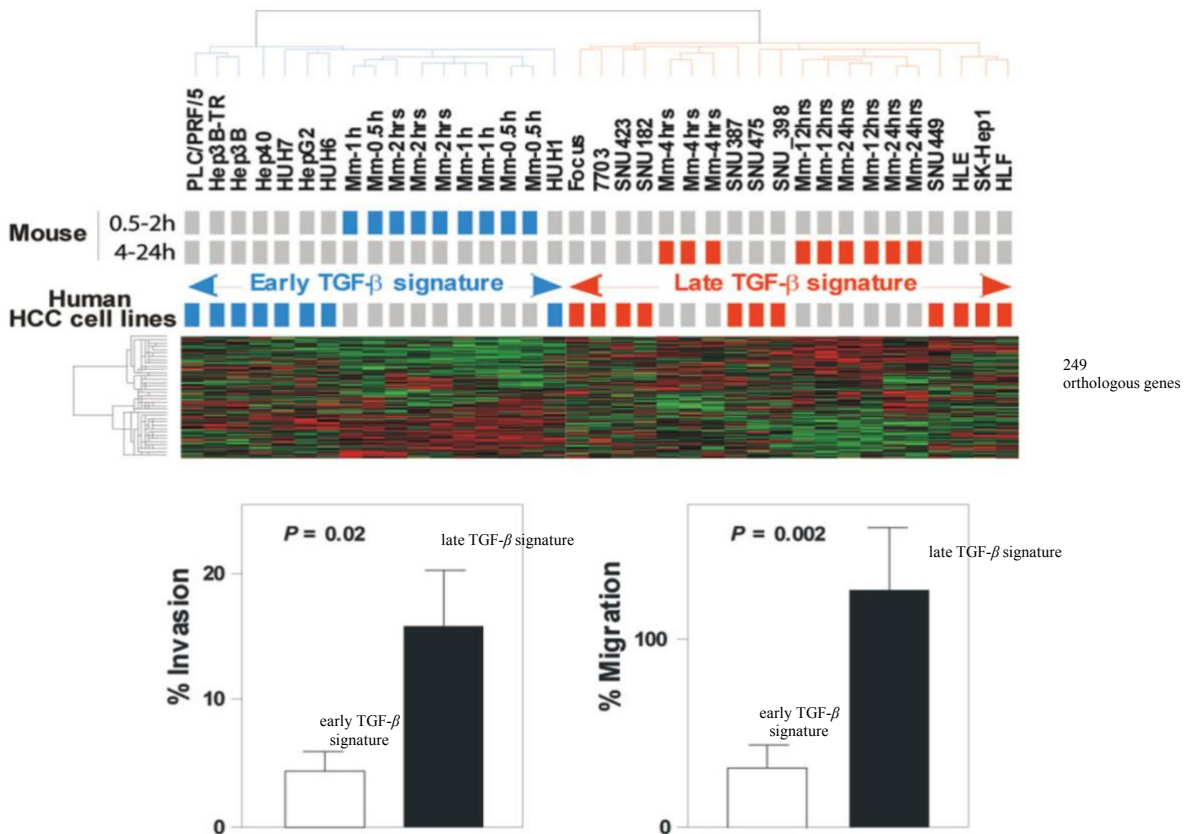 PLC/PRF/5
Hep3B-TR
Hep3B
Hep40
HUH7
HepG2
HUH6
Mm-1h
Mm-0.5h
Mm-2hrs
Mm-2hrs
Mm-2hrs
Mm-1h
Mm-1h
Mm-0.5h
Mm-0.5h
HUH1
Focus
7703
SNU423
SNU182
Mm-4hrs
Mm-4hrs
Mm-4hrs
SNU387
SNU475
SNU_398
Mm-12hrs
Mm-12hrs
Mm-24hrs
Mm-12hrs
Mm-24hrs
Mm-24hrs
SNU449
HLE
SK-Hep1
HLF
Mouse
0.5-2h
4-24h
Early TGF-β signature
Late TGF-β signature
Human
HCC cell lines
249
orthologous genes
P = 0.02
late TGF-β signature
% Invasion
20
10
0
early TGF-β
signature
P = 0.002
late TGF-β signature
% Migration
100
0
early TGF-β
signature